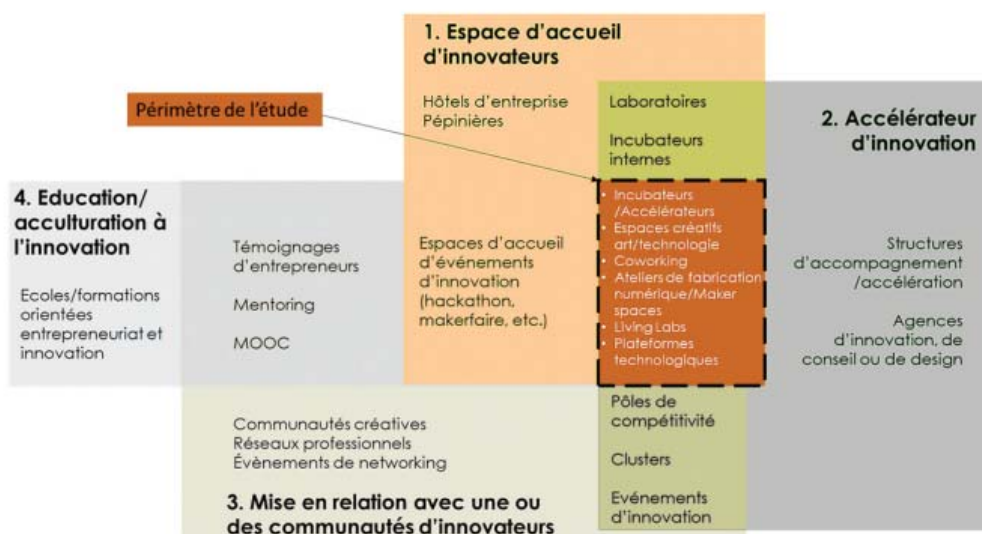 1. Espace d'accueil
d'innovateurs
Périmètre de l'étude
Hôtels d'entreprise
Pépinières
Laboratoires
Incubateurs
internes
2. Accélérateur
d'innovation
4. Education/
acculturation à
l'innovation
Ecoles/formations
orientées
entrepreneuriat et
innovation
Témoignages
d'entrepreneurs
Mentoring
MOOC
Espaces d'accueil
d'événements
d'innovation
(hackathon,
makerfaire, etc.)
• Incubateurs
/Accélérateurs
• Espaces créatifs
art/technologie
• Coworking
• Ateliers de fabrication
numérique/Maker
spaces
• Living Labs
• Plateformes
technologiques
Structures
d'accompagnement
/accélération
Agences
d'innovation, de
conseil ou de design
Communautés créatives
Réseaux professionnels
Évènements de networking
Pôles de
compétitivité
Clusters
Evénements
d'innovation
3. Mise en relation avec une ou
des communautés d'innovateurs